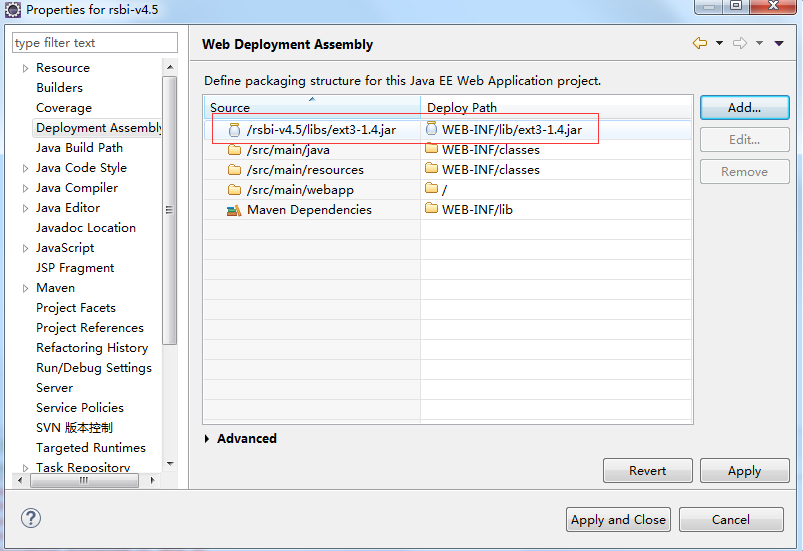 Properties for rsbi-v4.5
type filter text
Resource
Builders
Coverage
Deployment Assembly
Java Build Path
Java Code Style
Java Compiler
Java Editor
Javadoc Location
JavaScript
JSP Fragment
Maven
Project Facets
Project References
Refactoring History
Run/Debug Settings
Server
Service Policies
SVN 版本控制
Targeted Runtimes
Task Repository
Web Deployment Assembly
Define packaging structure for this Java EE Web Application project.
Source Deploy Path
/rsbi-v4.5/libs/ext3-1.4.jar WEB-INF/lib/ext3-1.4.jar
/src/main/java WEB-INF/classes
/src/main/resources WEB-INF/classes
/src/main/webapp /
Maven Dependencies WEB-INF/lib
Add...
Edit...
Remove
Advanced
Revert Apply
Apply and Close Cancel